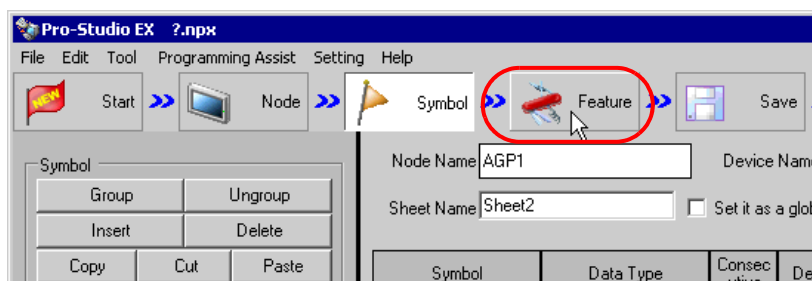 Pro-Studio EX ?.npx
File Edit Tool Programming Assist Setting Help
NEW Start Node Symbol Feature Save
Node Name AGP1 Device Name
Symbol
Group Ungroup
Sheet Name Sheet2 Set it as a glob
Insert Delete
Copy Cut Paste
Symbol Data Type Consec utive De